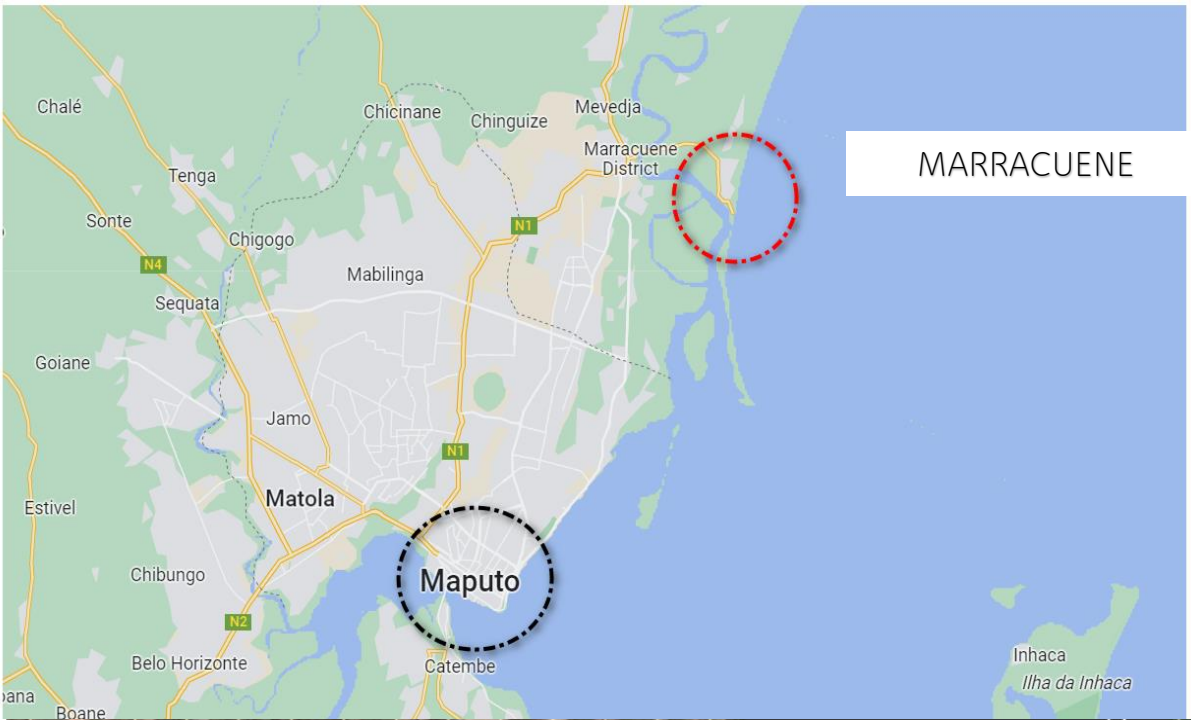 Chalé
Chicinane
Chinguize
Mevedja
MARRACUENE
Marracuene
District
Tenga
Sonte
Chigogo
N1
N4
Mabilinga
Sequata
Goiane
Jamo
N1
Matola
Estivel
Chibungo
Maputo
N2
Belo Horizonte
Catembe
Inhaca
Ilha da Inhaca
Boane